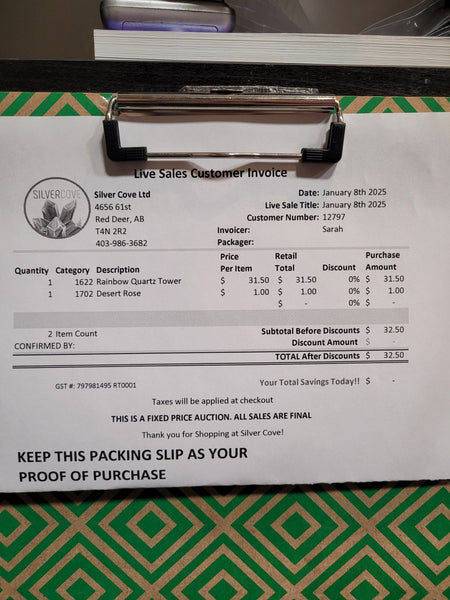 Live Sales Customer Invoice
SILVERCOVE
Silver Cove Ltd
4656 61st
Red Deer, AB
T4N 2R2
403-986-3682
Date: January 8th 2025
Live Sale Title: January 8th 2025
Customer Number: 12797
Invoicer: Sarah
Packager:
Quantity Category Description Price Per Item Retail Total Discount Purchase Amount
1 1622 Rainbow Quartz Tower $ 31.50 $ 31.50 0% $ 31.50
1 1702 Desert Rose $ 1.00 $ 1.00 0% $ 1.00
$ - 0% $ -
2 Item Count Subtotal Before Discounts $ 32.50
CONFIRMED BY: Discount Amount $ -
TOTAL After Discounts $ 32.50
GST #: 797981495 RT0001 Your Total Savings Today!! $ -
Taxes will be applied at checkout
THIS IS A FIXED PRICE AUCTION. ALL SALES ARE FINAL
Thank you for Shopping at Silver Cove!
KEEP THIS PACKING SLIP AS YOUR
PROOF OF PURCHASE